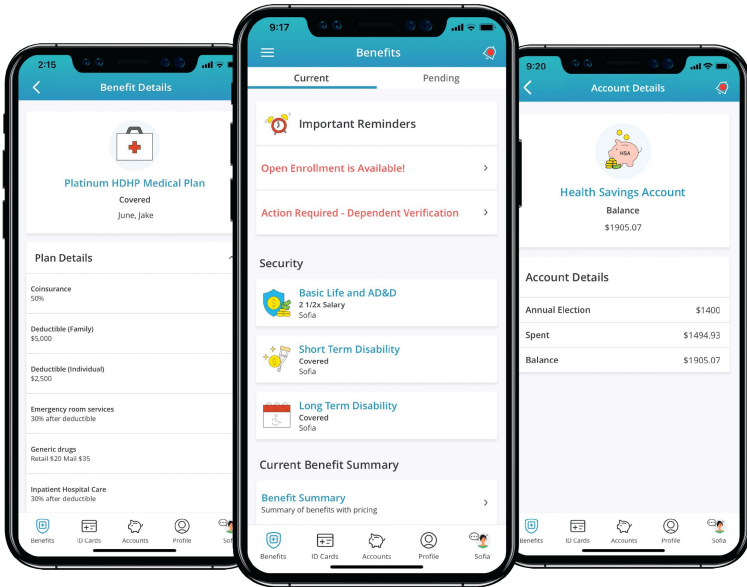 2:15
Benefit Details
Platinum HDHP Medical Plan
Covered
June, Jake
Plan Details
Coinsurance
50%
Deductible (Family)
$5,000
Deductible (Individual)
$2,500
Emergency room services
30% after deductible
Generic drugs
Retail $20 Mail $35
Inpatient Hospital Care
30% after deductible
Benefits
ID Cards
Accounts
Profile
9:17
Benefits
Current
Pending
Important Reminders
Open Enrollment is Available!
Action Required - Dependent Verification
Security
Basic Life and AD&D
2 1/2x Salary
Sofia
Short Term Disability
Covered
Sofia
Long Term Disability
Covered
Sofia
Current Benefit Summary
Benefit Summary
Summary of benefits with pricing
Benefits
ID Cards
Accounts
Profile
Sofia
9:20
Account Details
HSA
Health Savings Account
Balance
$1905.07
Account Details
Annual Election $1400
Spent $1494.93
Balance $1905.07
Benefits
ID Cards
Accounts
Profile
Sofia